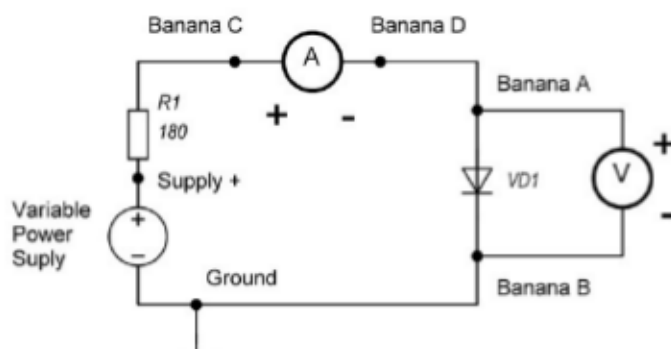 Banana C
Banana D
A
+ -
R1
180
Banana A
Supply +
VD1
V
+
-
Variable
Power
Suply
+
-
Ground
Banana B